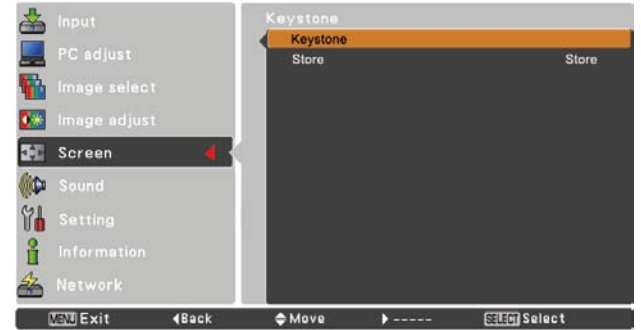 Input
PC adjust
Image select
Image adjust
Screen
Sound
Setting
Information
Network
Keystone
Keystone
Store Store
MENU Exit Back Move ----- SELECT Select